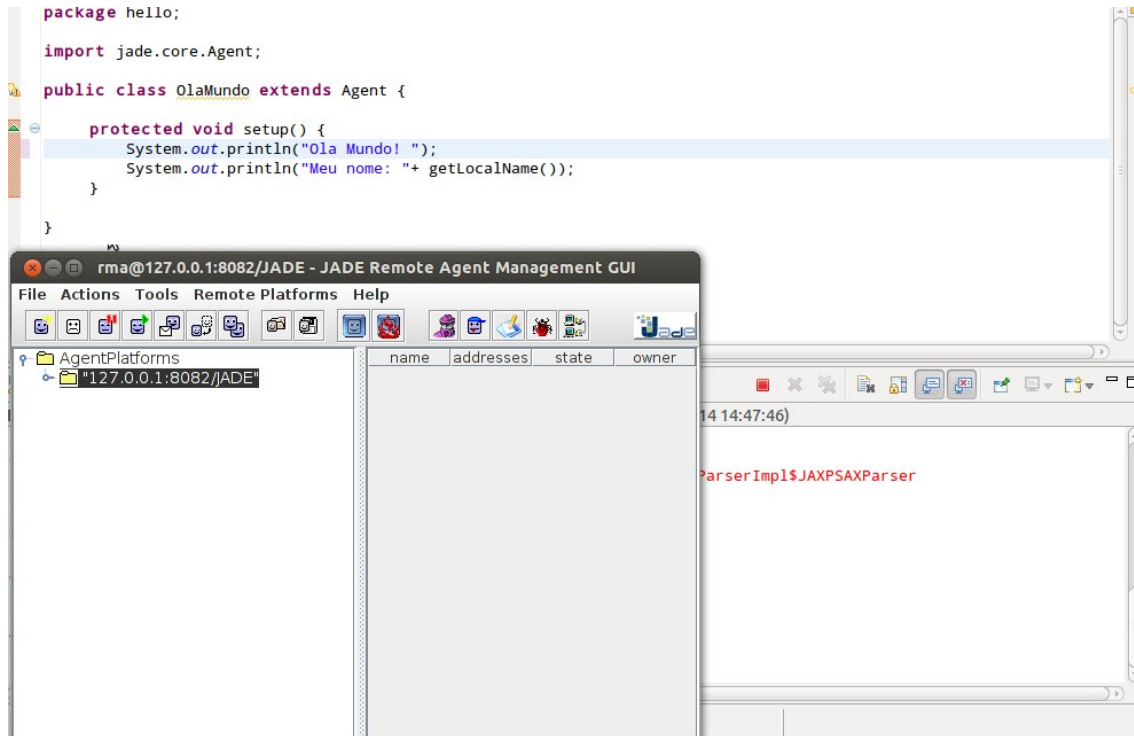 package hello;
import jade.core.Agent;
public class OlaMundo extends Agent {
protected void setup() {
System.out.println("Ola Mundo! ");
System.out.println("Meu nome: "+ getLocalName());
}
}
rma@127.0.0.1:8082/JADE - JADE Remote Agent Management GUI
File Actions Tools Remote Platforms Help
Jade
AgentPlatforms
"127.0.0.1:8082/JADE"
name addresses state owner
14 14:47:46)
ParserImpl$JAXPSAXParser